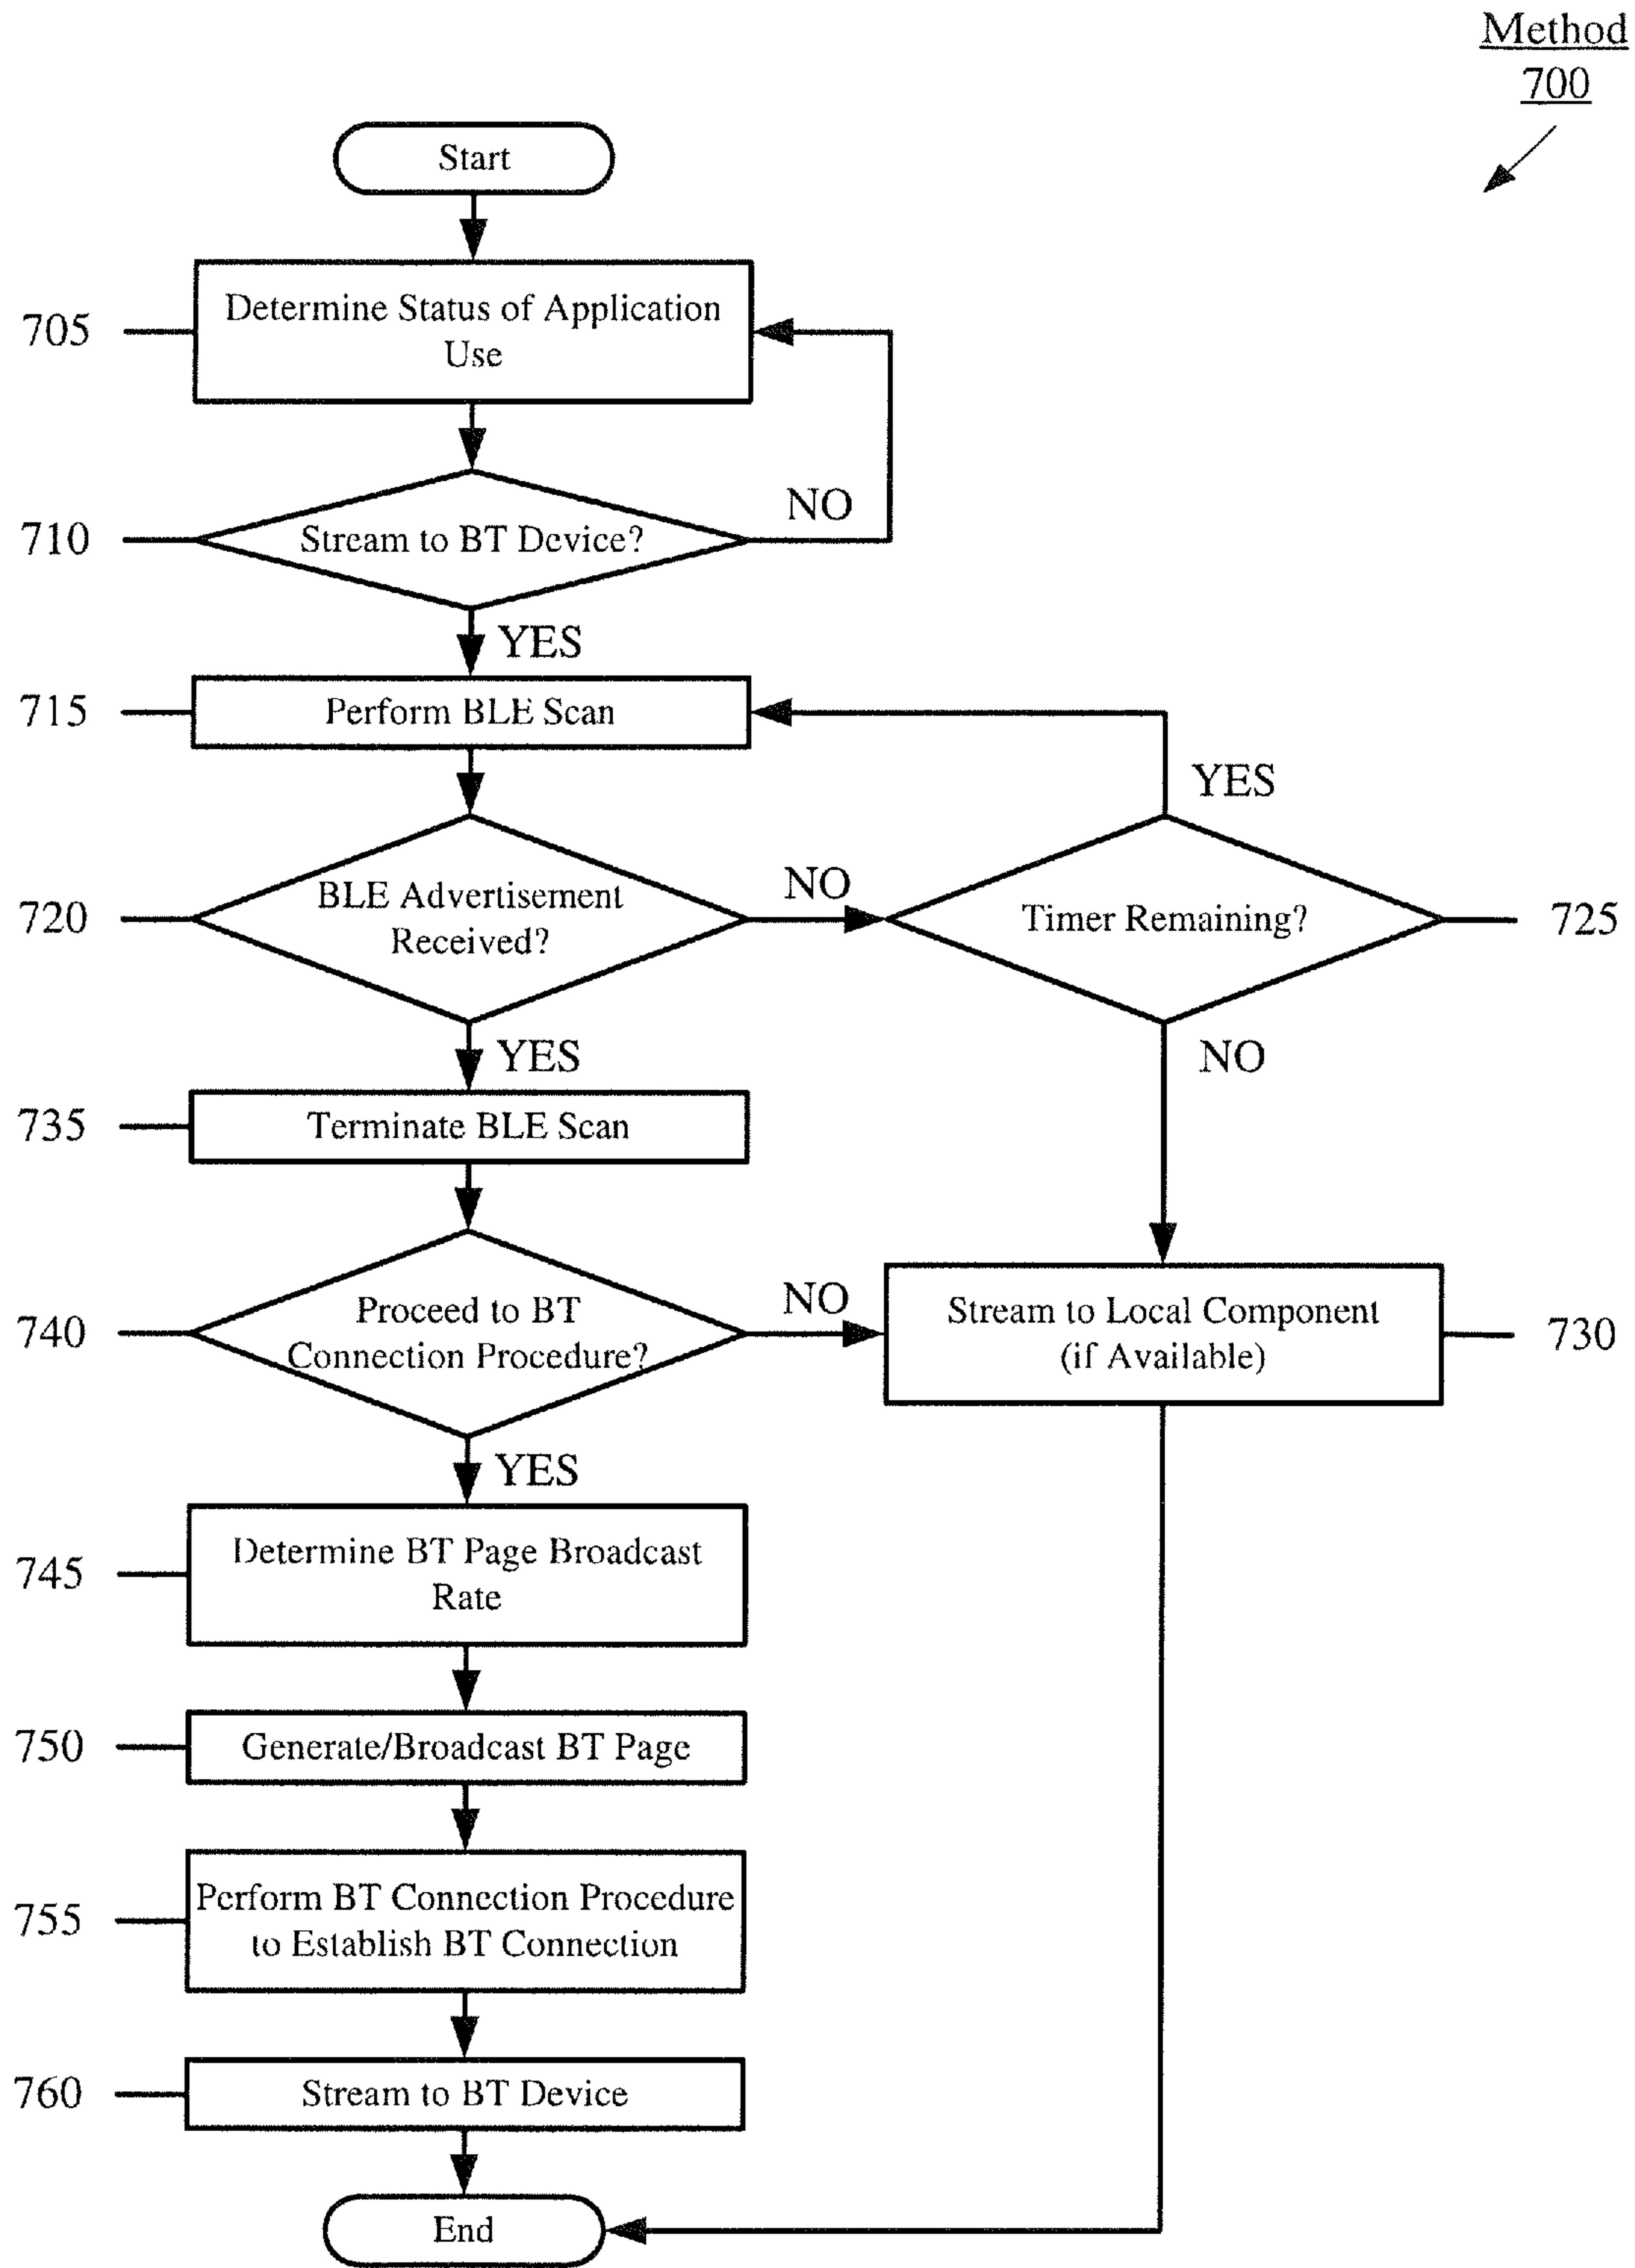 Method
700
Start
705
Determine Status of Application
Use
710
Stream to BT Device?
NO
YES
715
Perform BLE Scan
YES
720
BLE Advertisement
Received?
NO
Timer Remaining?
725
YES
NO
735
Terminate BLE Scan
740
Proceed to BT
Connection Procedure?
NO
Stream to Local Component
(if Available)
730
YES
745
Determine BT Page Broadcast
Rate
750
Generate/Broadcast BT Page
755
Perform BT Connection Procedure
to Establish BT Connection
760
Stream to BT Device
End